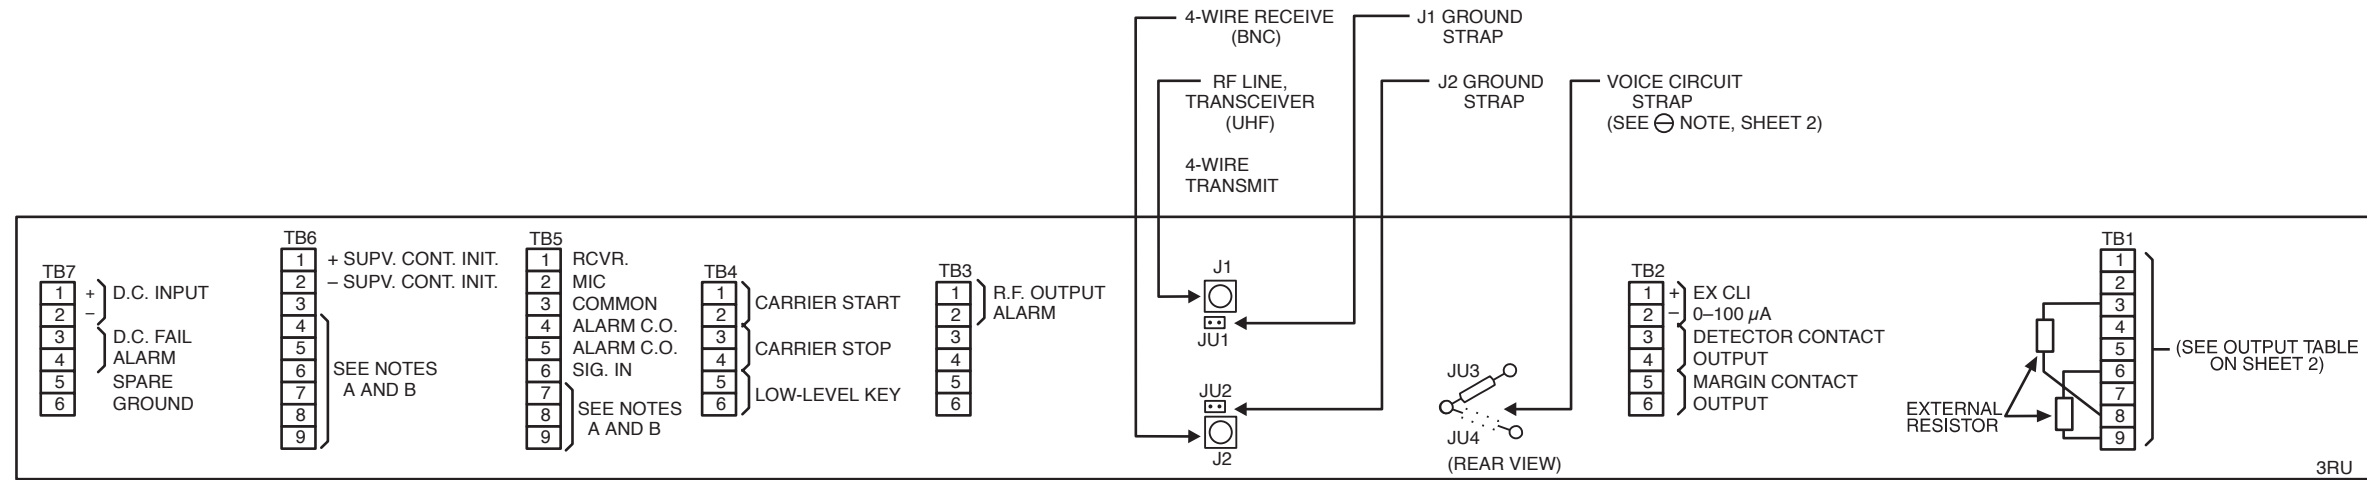 4-WIRE RECEIVE
(BNC)
J1 GROUND
STRAP
RF LINE,
TRANSCEIVER
(UHF)
J2 GROUND
STRAP
VOICE CIRCUIT
STRAP
(SEE ⊖ NOTE, SHEET 2)
4-WIRE
TRANSMIT
TB7
1 + D.C. INPUT
2 –
3 D.C. FAIL
4 ALARM
5 SPARE
6 GROUND
TB6
1 + SUPV. CONT. INIT.
2 – SUPV. CONT. INIT.
3
4
5
6
7
8
9
SEE NOTES
A AND B
TB5
1 RCVR.
2 MIC
3 COMMON
4 ALARM C.O.
5 ALARM C.O.
6 SIG. IN
7
8
9
SEE NOTES
A AND B
TB4
1
2
CARRIER START
3
4
CARRIER STOP
5
6
LOW-LEVEL KEY
TB3
1 R.F. OUTPUT
2 ALARM
3
4
5
6
J1
JU1
JU2
J2
JU3
JU4
(REAR VIEW)
TB2
1 + EX CLI
2 – 0–100 µA
3 DETECTOR CONTACT
4 OUTPUT
5 MARGIN CONTACT
6 OUTPUT
EXTERNAL
RESISTOR
TB1
1
2
3
4
5
6
7
8
9
(SEE OUTPUT TABLE
ON SHEET 2)
3RU